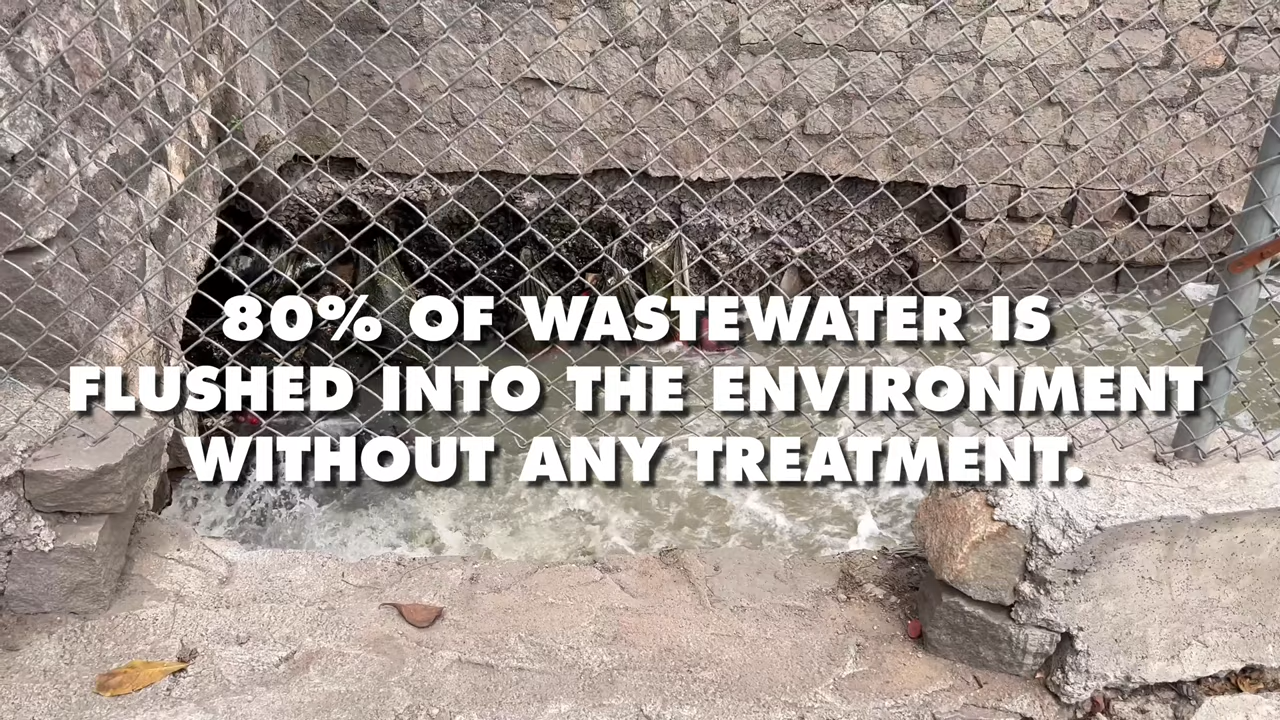 80% OF WASTEWATER IS
FLUSHED INTO THE ENVIRONMENT
WITHOUT ANY TREATMENT.